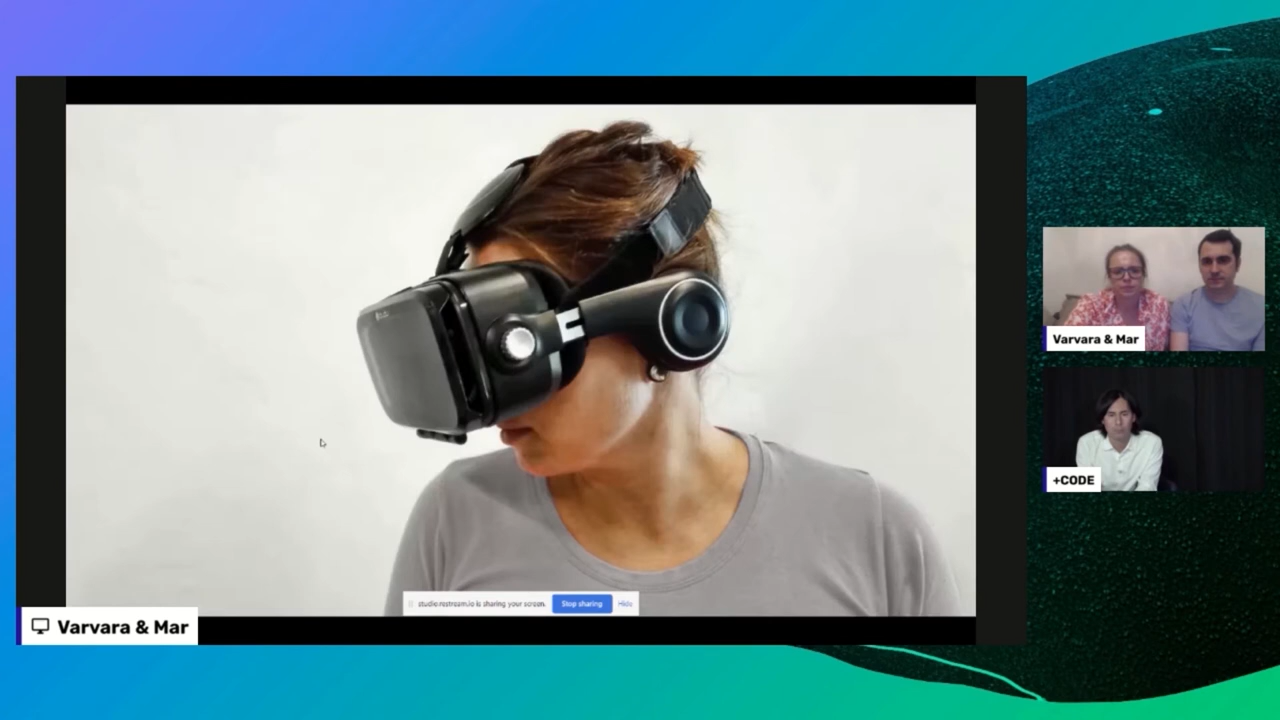 Varvara & Mar
+CODE
studio.restream.io is sharing your screen. Stop sharing Hide
Varvara & Mar